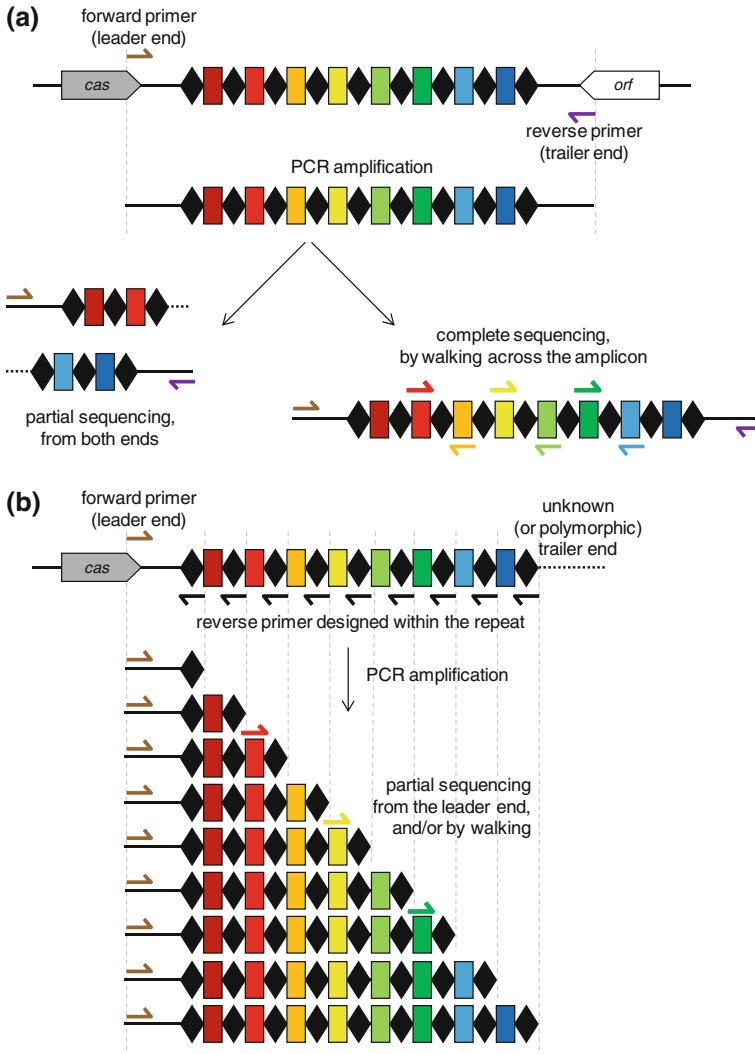 (a)
forward primer
(leader end)
cas
orf
reverse primer
(trailer end)
PCR amplification
partial sequencing,
from both ends
complete sequencing,
by walking across the amplicon
(b)
forward primer
(leader end)
unknown
(or polymorphic)
trailer end
cas
reverse primer designed within the repeat
PCR amplification
partial sequencing
from the leader end,
and/or by walking